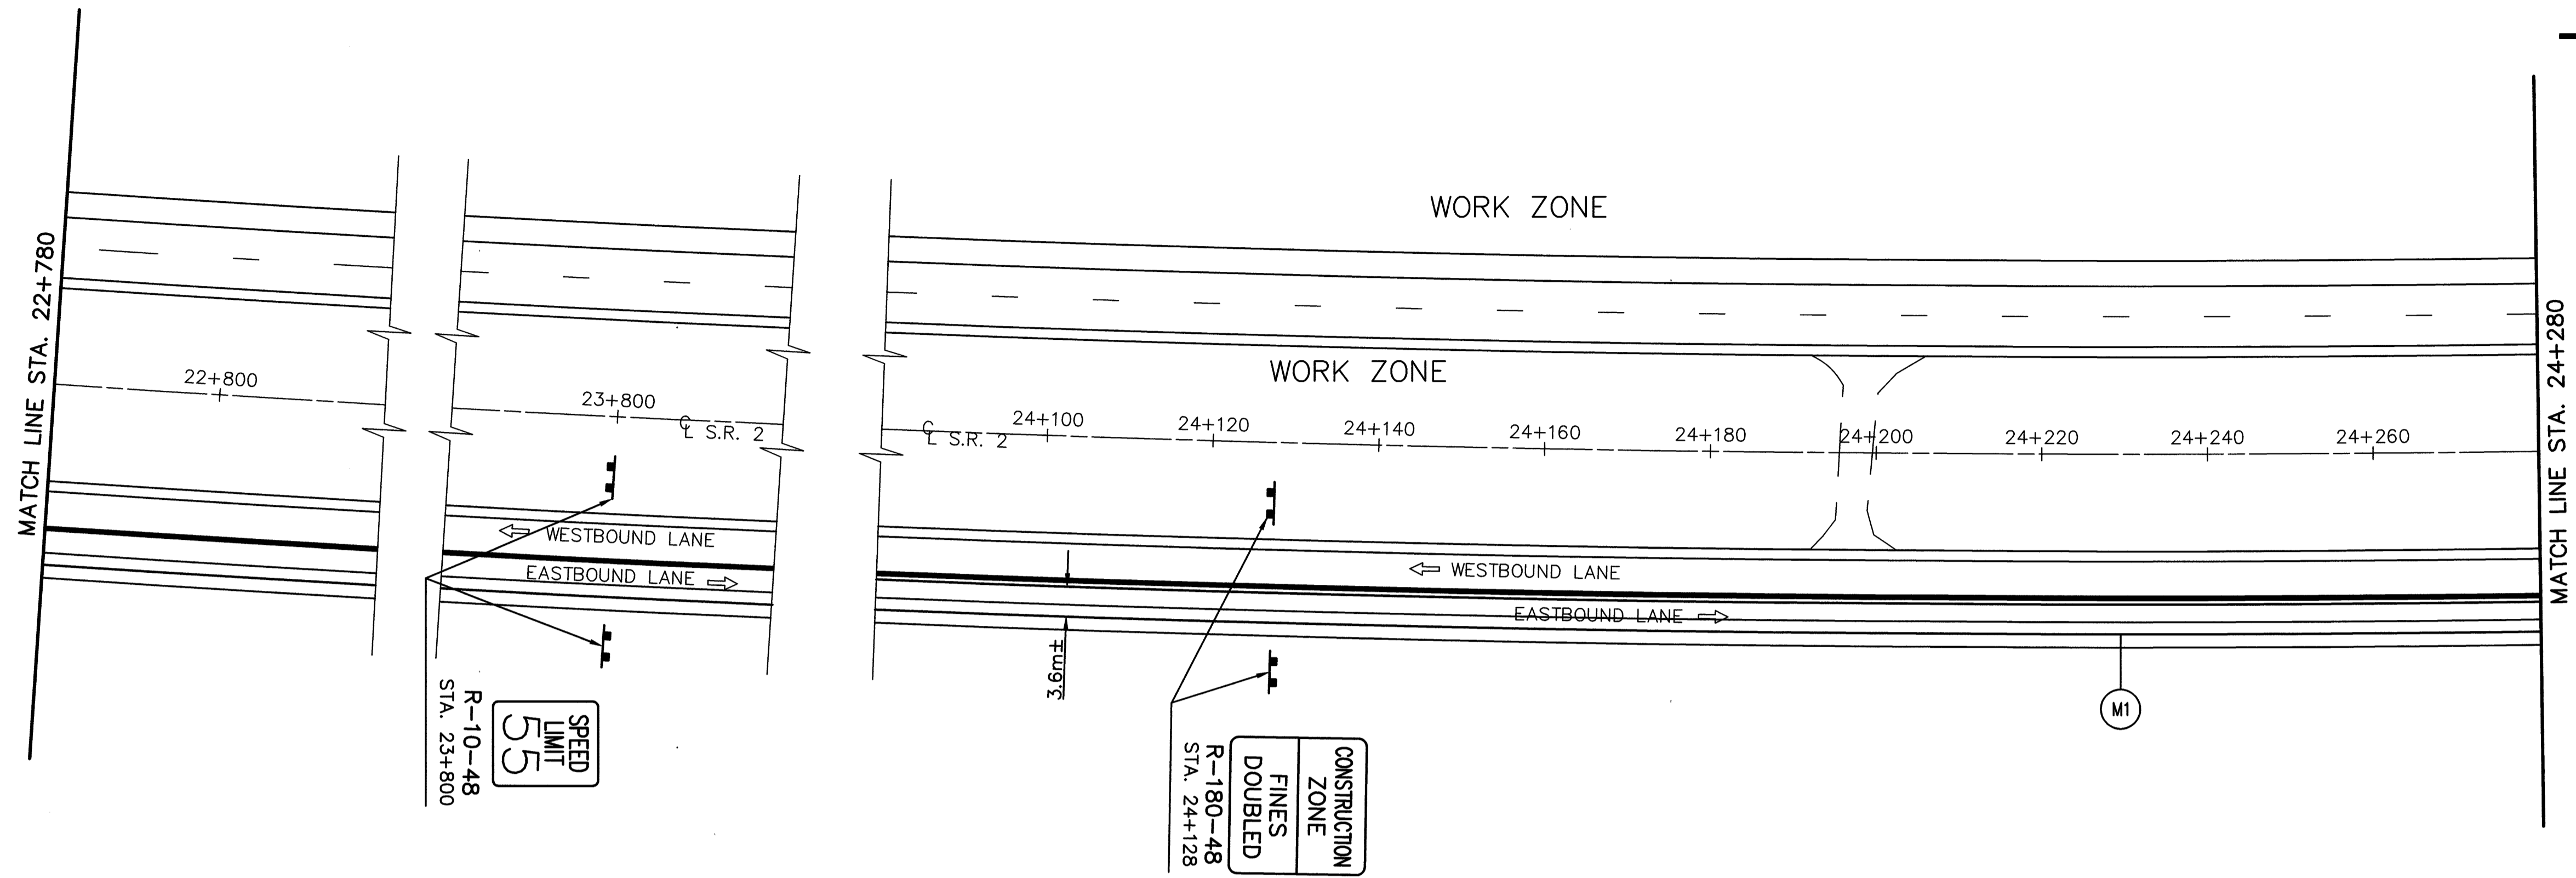 WORK ZONE
MATCH LINE STA. 22+780
MATCH LINE STA. 24+280
WORK ZONE
22+800
23+800
℄ S.R. 2
℄ S.R. 2
24+100
24+120
24+140
24+160
24+180
24+200
24+220
24+240
24+260
WESTBOUND LANE
EASTBOUND LANE
WESTBOUND LANE
EASTBOUND LANE
3.6m±
SPEED
LIMIT
55
R-10-48
STA. 23+800
CONSTRUCTION
ZONE
FINES
DOUBLED
R-180-48
STA. 24+128
M1